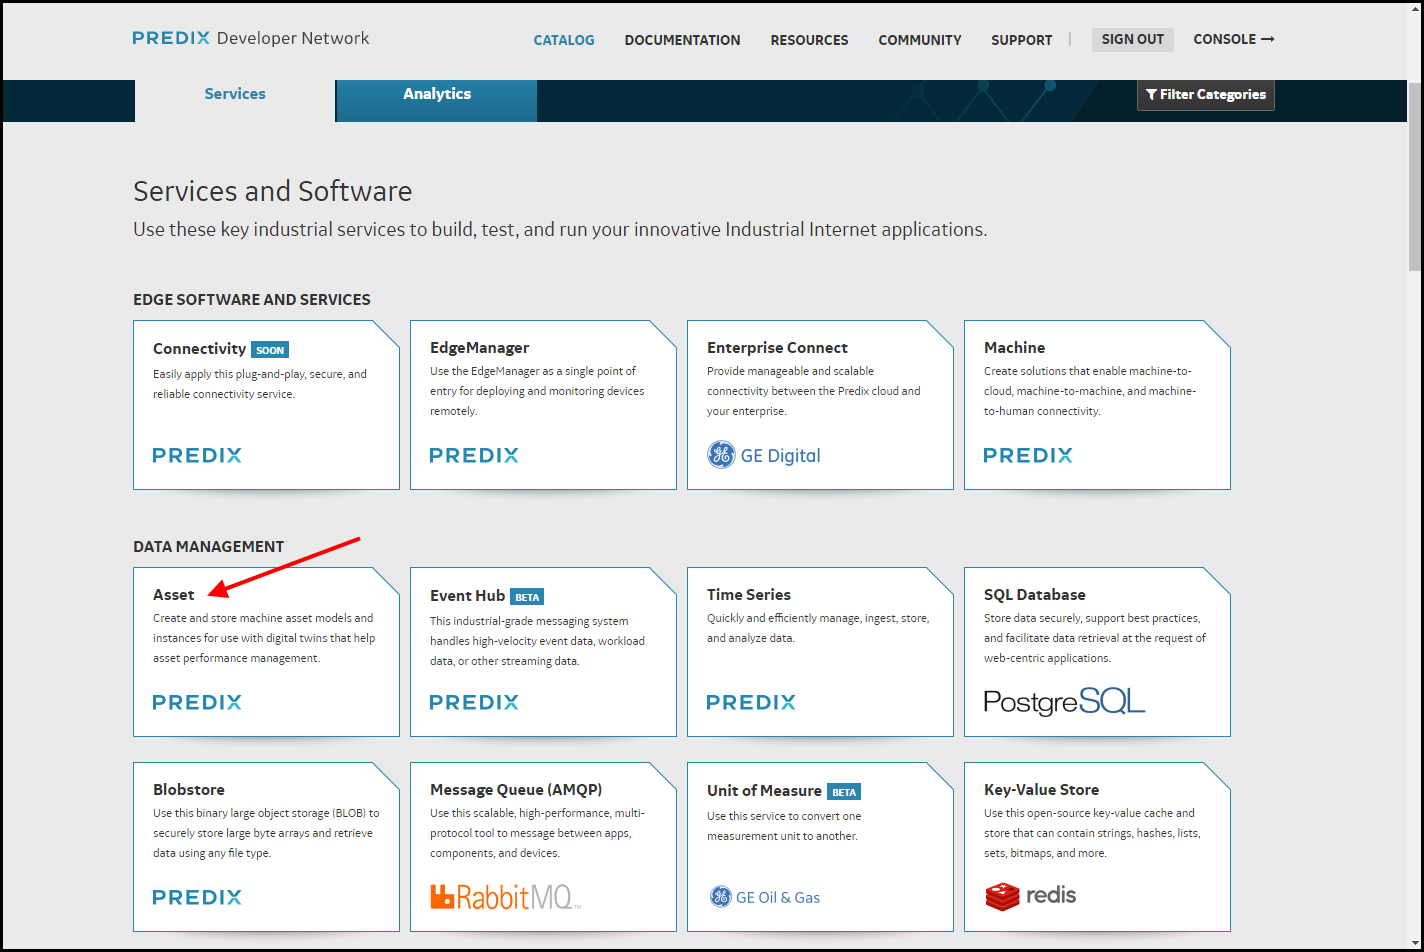 PREDIX Developer Network
CATALOG
DOCUMENTATION
RESOURCES
COMMUNITY
SUPPORT
SIGN OUT
CONSOLE
Services
Analytics
Filter Categories
Services and Software
Use these key industrial services to build, test, and run your innovative Industrial Internet applications.
EDGE SOFTWARE AND SERVICES
Connectivity SOON
Easily apply this plug-and-play, secure, and
reliable connectivity service.
PREDIX
EdgeManager
Use the EdgeManager as a single point of
entry for deploying and monitoring devices
remotely.
PREDIX
Enterprise Connect
Provide manageable and scalable
connectivity between the Predix cloud and
your enterprise.
GE Digital
Machine
Create solutions that enable machine-to-
cloud, machine-to-machine, and machine-
to-human connectivity.
PREDIX
DATA MANAGEMENT
Asset
Create and store machine asset models and
instances for use with digital twins that help
asset performance management.
PREDIX
Event Hub BETA
This industrial-grade messaging system
handles high-velocity event data, workload
data, or other streaming data.
PREDIX
Time Series
Quickly and efficiently manage, ingest, store,
and analyze data.
PREDIX
SQL Database
Store data securely, support best practices,
and facilitate data retrieval at the request of
web-centric applications.
PostgreSQL
Blobstore
Use this binary large object storage (BLOB) to
securely store large byte arrays and retrieve
data using any file type.
PREDIX
Message Queue (AMQP)
Use this scalable, high-performance, multi-
protocol tool to message between apps,
components, and devices.
RabbitMQ TM
Unit of Measure BETA
Use this service to convert one
measurement unit to another.
GE Oil & Gas
Key-Value Store
Use this open-source key-value cache and
store that can contain strings, hashes, lists,
sets, bitmaps, and more.
redis